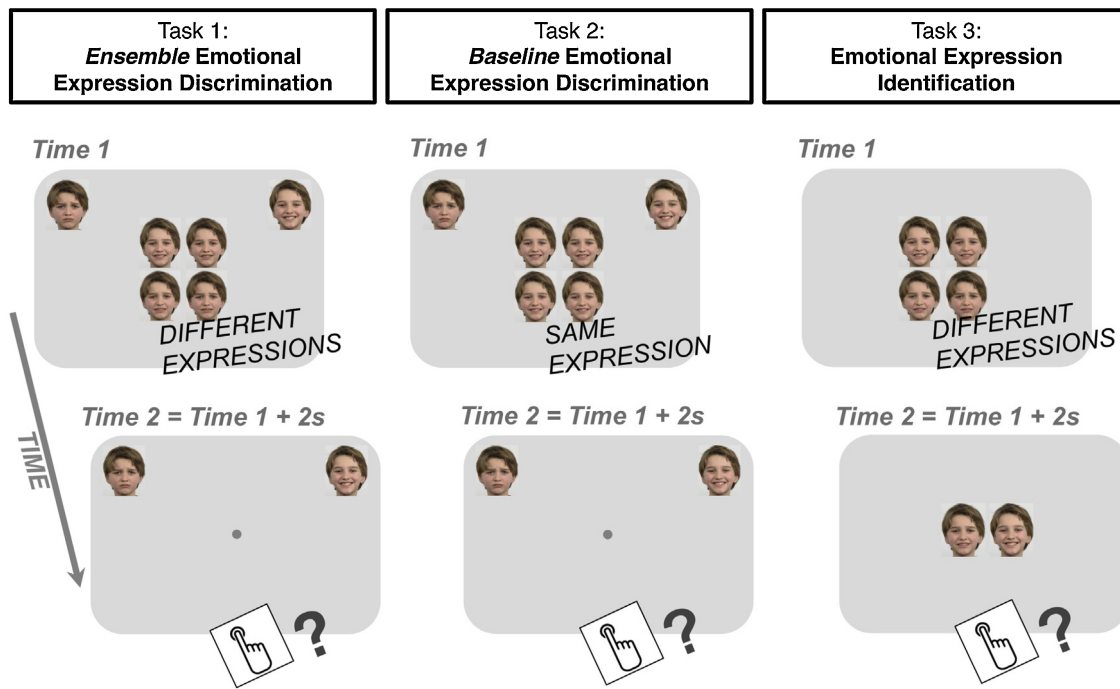 Task 1:
Ensemble Emotional
Expression Discrimination
Task 2:
Baseline Emotional
Expression Discrimination
Task 3:
Emotional Expression
Identification
Time 1
Time 1
Time 1
DIFFERENT
EXPRESSIONS
SAME
EXPRESSION
DIFFERENT
EXPRESSIONS
TIME
Time 2 = Time 1 + 2s
Time 2 = Time 1 + 2s
Time 2 = Time 1 + 2s
?
?
?